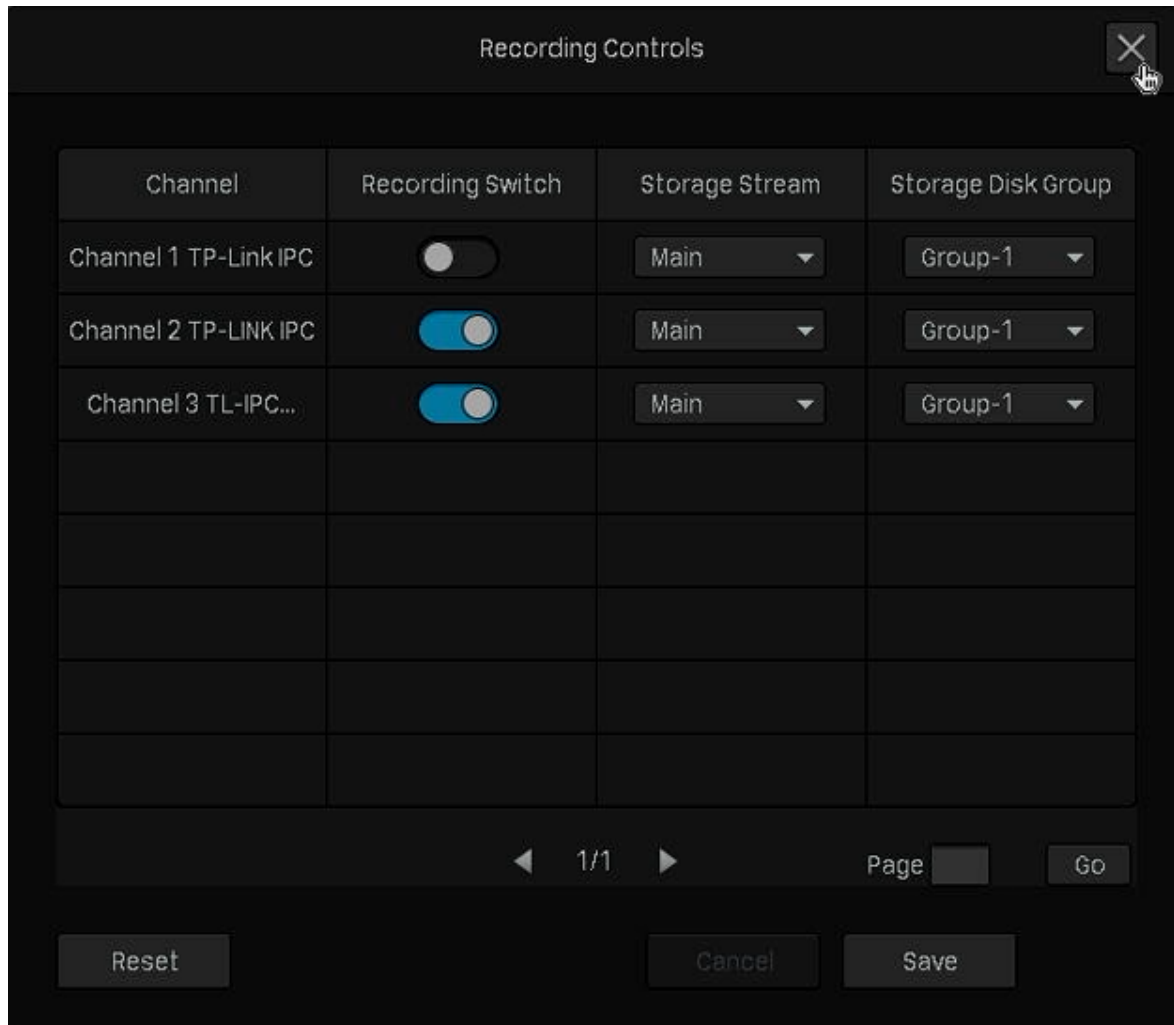 Recording Controls
Channel Recording Switch Storage Stream Storage Disk Group
Channel 1 TP-Link IPC Main Group-1
Channel 2 TP-LINK IPC Main Group-1
Channel 3 TL-IPC... Main Group-1
1/1 Page Go
Reset Cancel Save